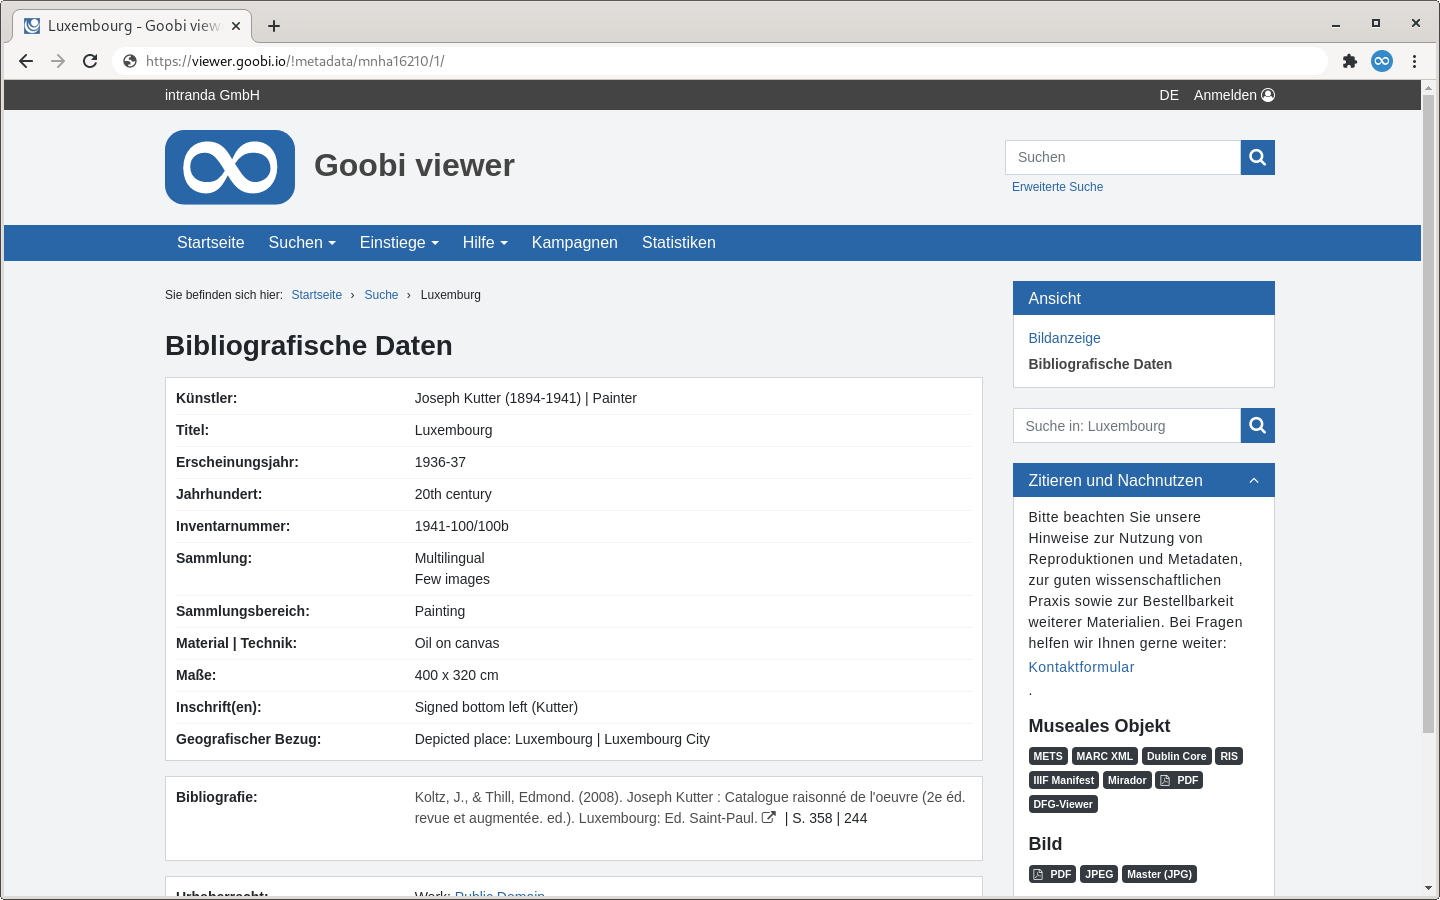 Luxembourg - Goobi view
https://viewer.goobi.io/!metadata/mnha16210/1/
intranda GmbH
DE Anmelden
Goobi viewer
Suchen
Erweiterte Suche
Startseite Suchen Einstiege Hilfe Kampagnen Statistiken
Sie befinden sich hier: Startseite › Suche › Luxemburg
Bibliografische Daten
Künstler: Joseph Kutter (1894-1941) | Painter
Titel: Luxembourg
Erscheinungsjahr: 1936-37
Jahrhundert: 20th century
Inventarnummer: 1941-100/100b
Sammlung: Multilingual
Few images
Sammlungsbereich: Painting
Material | Technik: Oil on canvas
Maße: 400 x 320 cm
Inschrift(en): Signed bottom left (Kutter)
Geografischer Bezug: Depicted place: Luxembourg | Luxembourg City
Bibliografie: Koltz, J., & Thill, Edmond. (2008). Joseph Kutter : Catalogue raisonné de l'oeuvre (2e éd.
revue et augmentée. ed.). Luxembourg: Ed. Saint-Paul. | S. 358 | 244
Urheberrecht: Work: Public Domain
Ansicht
Bildanzeige
Bibliografische Daten
Suche in: Luxembourg
Zitieren und Nachnutzen
Bitte beachten Sie unsere
Hinweise zur Nutzung von
Reproduktionen und Metadaten,
zur guten wissenschaftlichen
Praxis sowie zur Bestellbarkeit
weiterer Materialien. Bei Fragen
helfen wir Ihnen gerne weiter:
Kontaktformular
.
Museales Objekt
METS MARC XML Dublin Core RIS
IIIF Manifest Mirador PDF
DFG-Viewer
Bild
PDF JPEG Master (JPG)